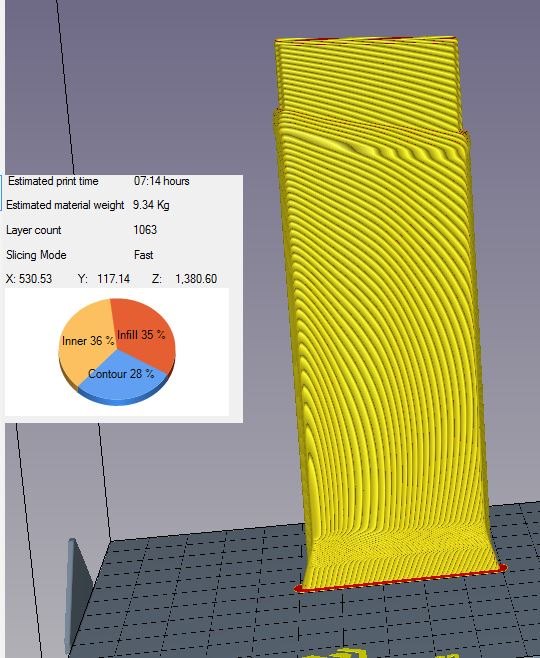 Estimated print time 07:14 hours
Estimated material weight 9.34 Kg
Layer count 1063
Slicing Mode Fast
X: 530.53 Y: 117.14 Z: 1,380.60
Inner 36 % Infill 35 %
Contour 28 %